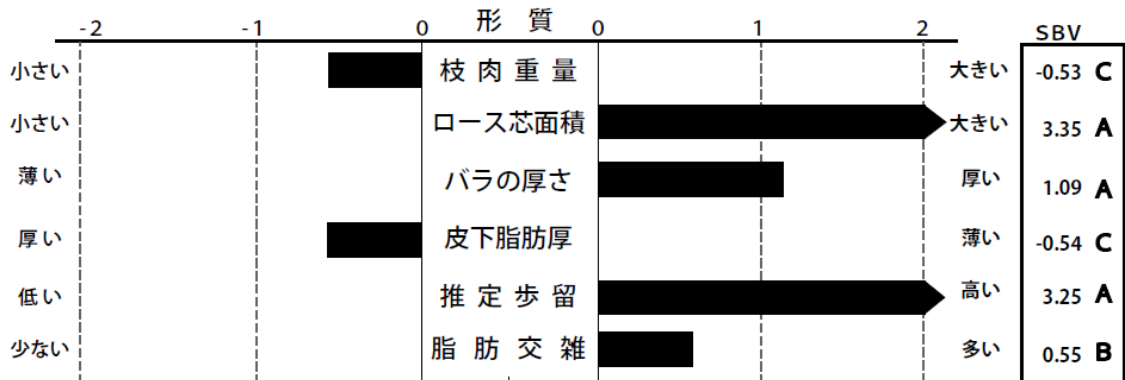 -2 -1 0 形質 0 1 2 SBV
小さい 枝肉重量 大きい -0.53 C
小さい ロース芯面積 大きい 3.35 A
薄い バラの厚さ 厚い 1.09 A
厚い 皮下脂肪厚 薄い -0.54 C
低い 推定歩留 高い 3.25 A
少ない 脂肪交雑 多い 0.55 B